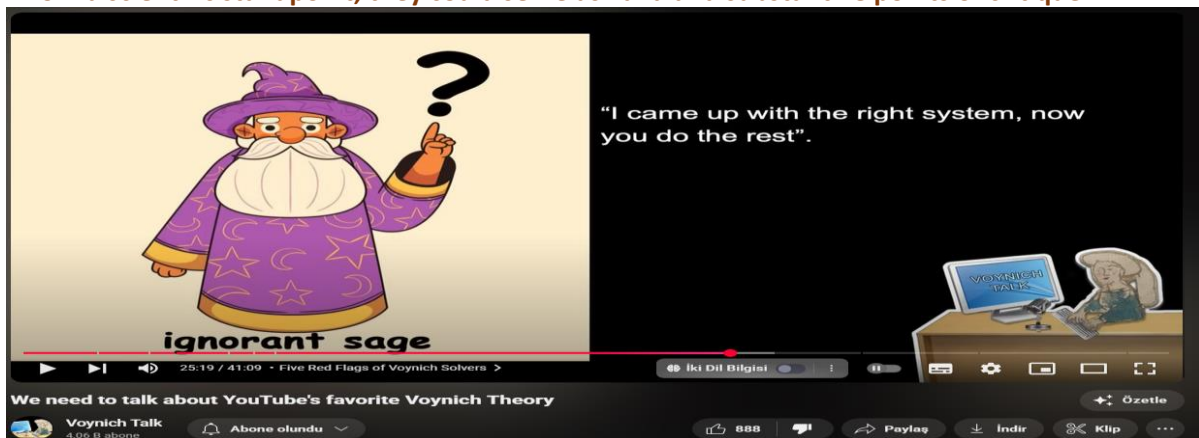 ?
"I came up with the right system, now
you do the rest".
VOYNICH
TALK
ignorant sage
25:19 / 41:09 • Five Red Flags of Voynich Solvers >
İki Dil Bilgisi
We need to talk about YouTube's favorite Voynich Theory
Özetle
Voynich Talk
4.06 B abone
Abone olundu
888
Paylaş
İndir
Klip